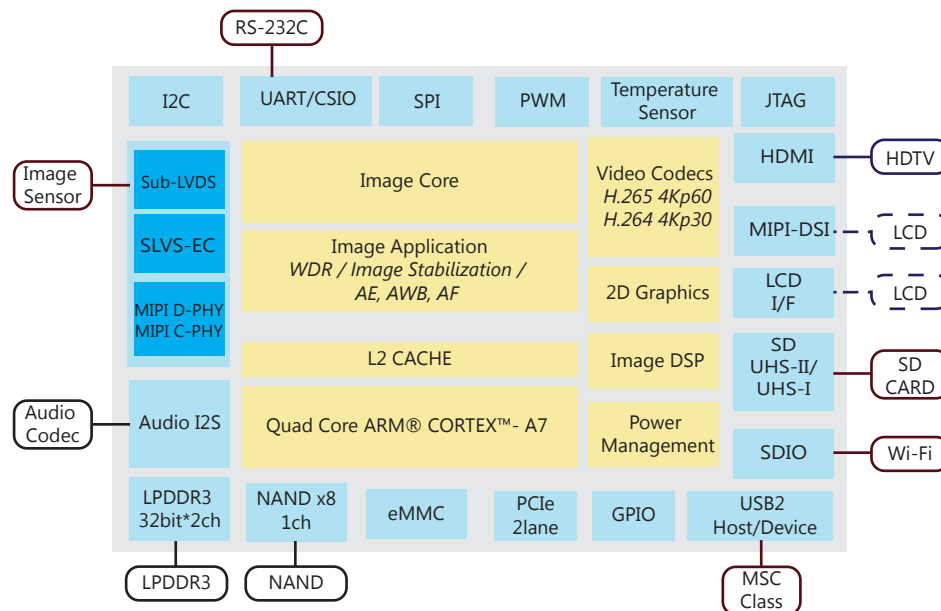 RS-232C
I2C
UART/CSIO
SPI
PWM
Temperature
Sensor
JTAG
Image
Sensor
Sub-LVDS
SLVS-EC
MIPI D-PHY
MIPI C-PHY
Image Core
Image Application
WDR / Image Stabilization /
AE, AWB, AF
Video Codecs
H.265 4Kp60
H.264 4Kp30
2D Graphics
HDMI
HDTV
MIPI-DSI
LCD
LCD
I/F
LCD
L2 CACHE
Image DSP
SD
UHS-II/
UHS-I
SD
CARD
Audio
Codec
Audio I2S
Quad Core ARM® CORTEX™- A7
Power
Management
SDIO
Wi-Fi
LPDDR3
32bit*2ch
NAND x8
1ch
eMMC
PCIe
2lane
GPIO
USB2
Host/Device
LPDDR3
NAND
MSC
Class